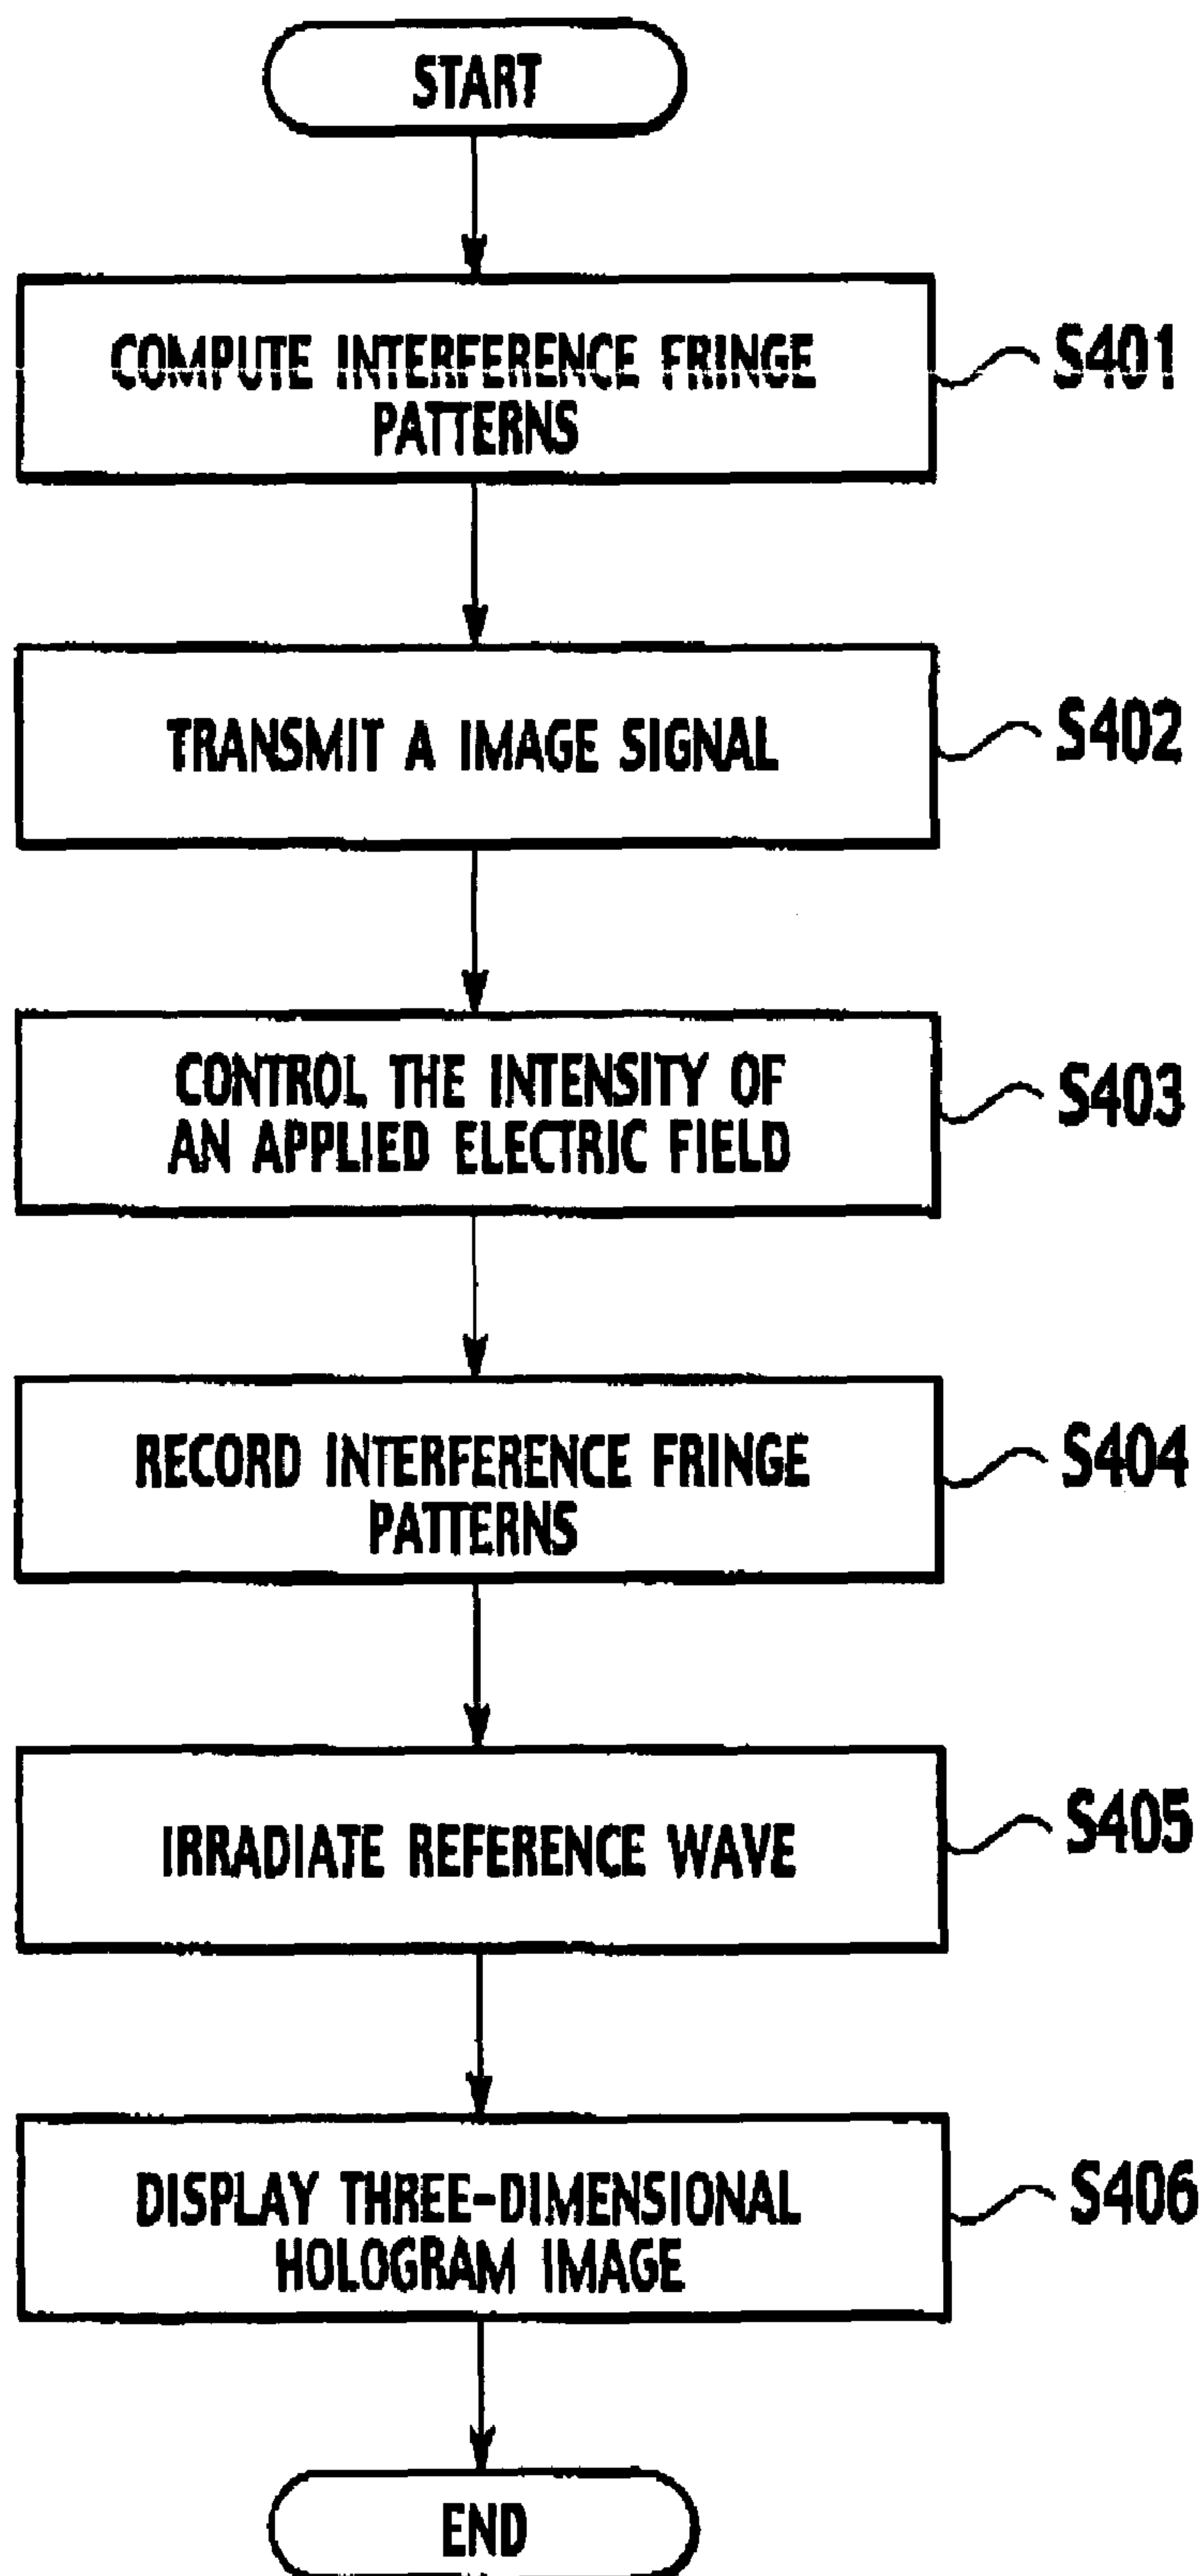 START
COMPUTE INTERFERENCE FRINGE
PATTERNS
S401
TRANSMIT A IMAGE SIGNAL
S402
CONTROL THE INTENSITY OF
AN APPLIED ELECTRIC FIELD
S403
RECORD INTERFERENCE FRINGE
PATTERNS
S404
IRRADIATE REFERENCE WAVE
S405
DISPLAY THREE-DIMENSIONAL
HOLOGRAM IMAGE
S406
END